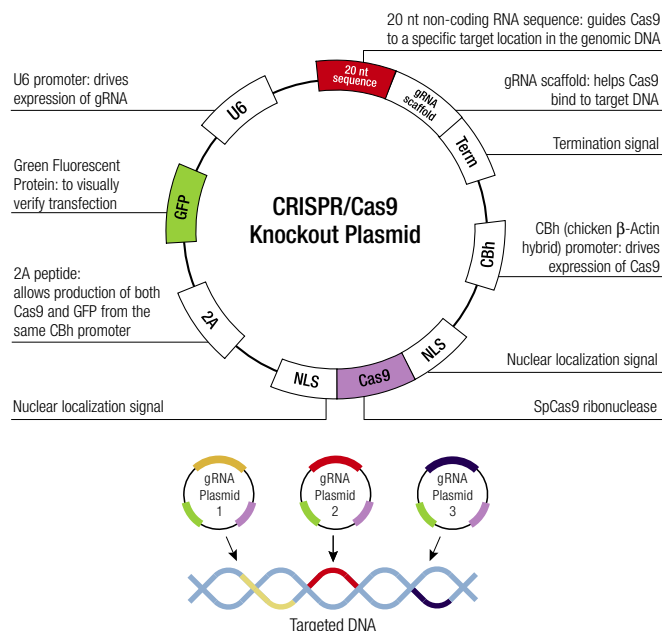 20 nt non-coding RNA sequence: guides Cas9
to a specific target location in the genomic DNA
U6 promoter: drives
expression of gRNA
gRNA scaffold: helps Cas9
bind to target DNA
Termination signal
Green Fluorescent
Protein: to visually
verify transfection
CBh (chicken β-Actin
hybrid) promoter: drives
expression of Cas9
2A peptide:
allows production of both
Cas9 and GFP from the
same CBh promoter
Nuclear localization signal
Nuclear localization signal
SpCas9 ribonuclease
20 nt
sequence
gRNA
scaffold
Term
CBh
NLS
Cas9
NLS
2A
GFP
U6
CRISPR/Cas9
Knockout Plasmid
gRNA
Plasmid
1
gRNA
Plasmid
2
gRNA
Plasmid
3
Targeted DNA